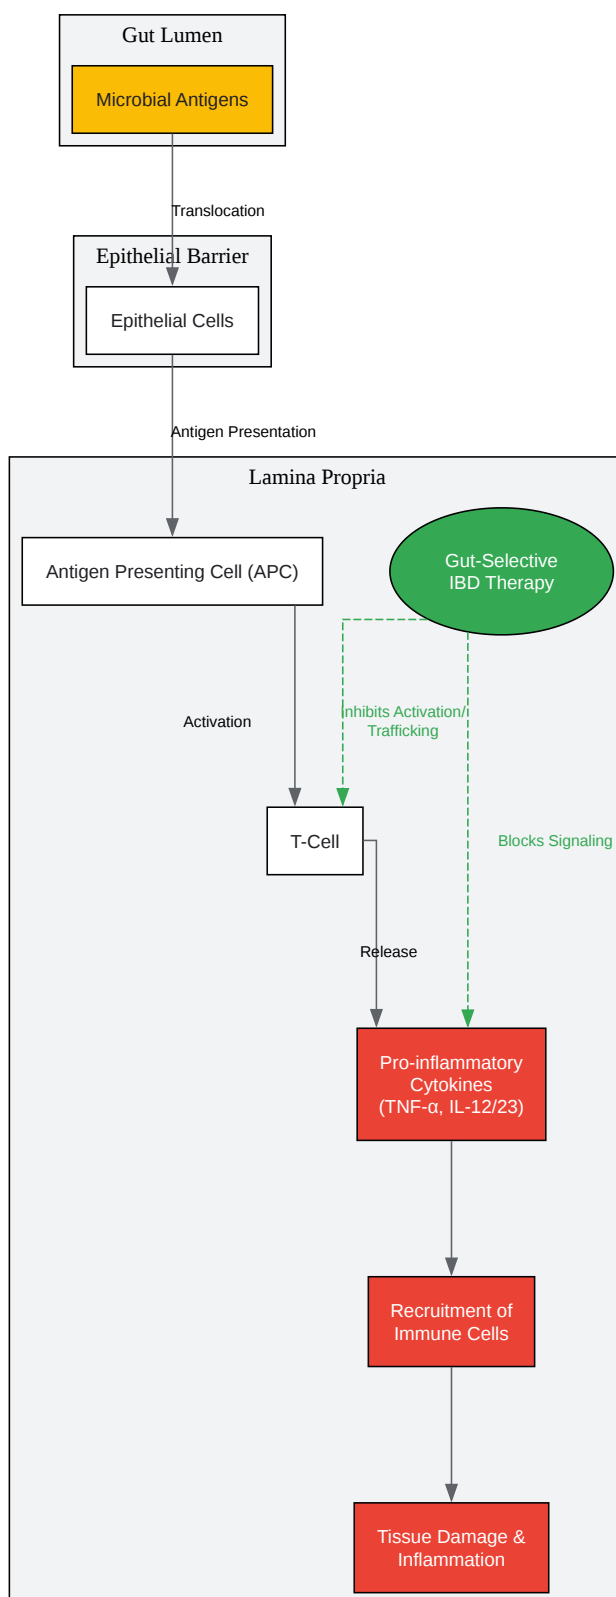 Gut Lumen
Microbial Antigens
Translocation
Epithelial Barrier
Epithelial Cells
Antigen Presentation
Lamina Propria
Antigen Presenting Cell (APC)
Gut-Selective
IBD Therapy
Activation
Inhibits Activation/
Trafficking
T-Cell
Blocks Signaling
Release
Pro-inflammatory
Cytokines
(TNF-α, IL-12/23)
Recruitment of
Immune Cells
Tissue Damage &
Inflammation